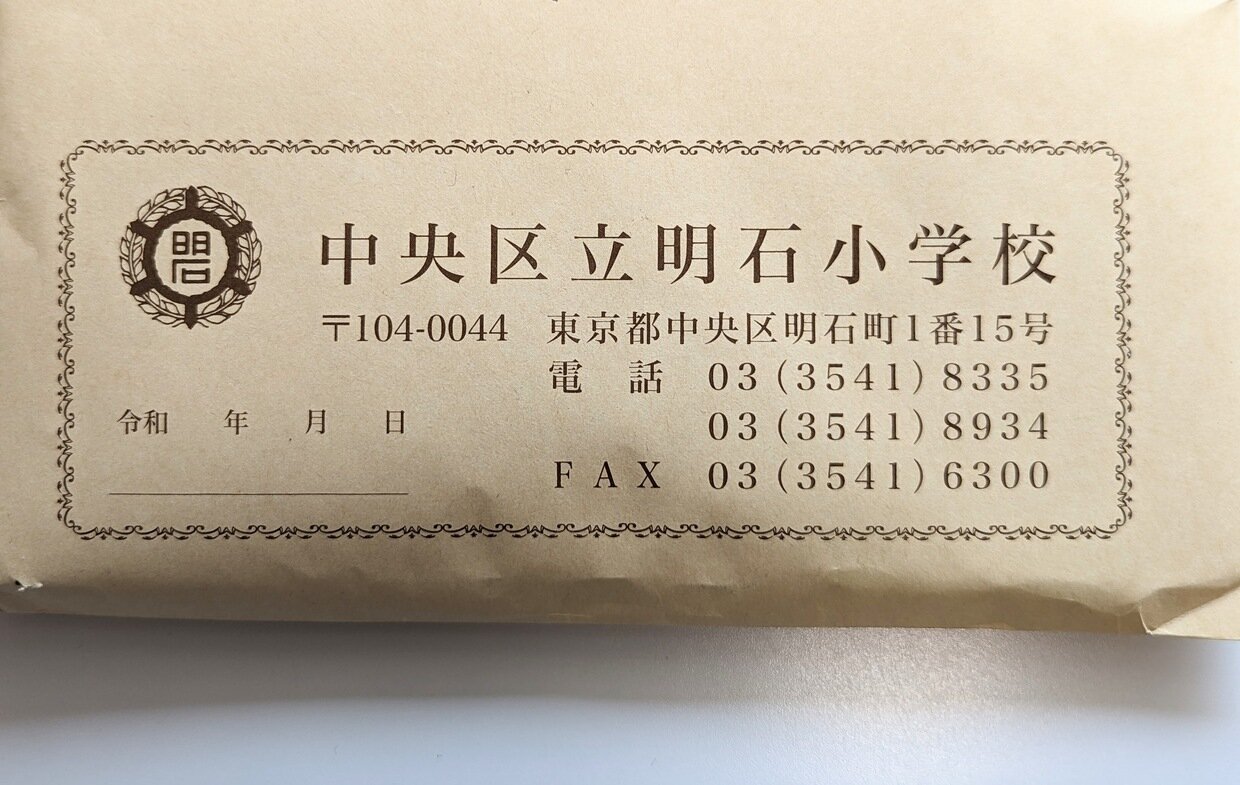 明石
中央区立明石小学校
〒104-0044 東京都中央区明石町1番15号
電 話 03(3541)8335
03(3541)8934
令和 年 月 日
FAX 03(3541)6300